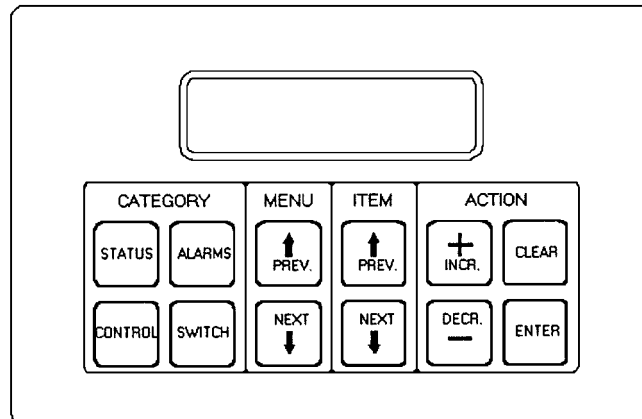 CATEGORY MENU ITEM ACTION
STATUS ALARMS PREV. PREV. + INCR. CLEAR
CONTROL SWITCH NEXT NEXT DECR. — ENTER